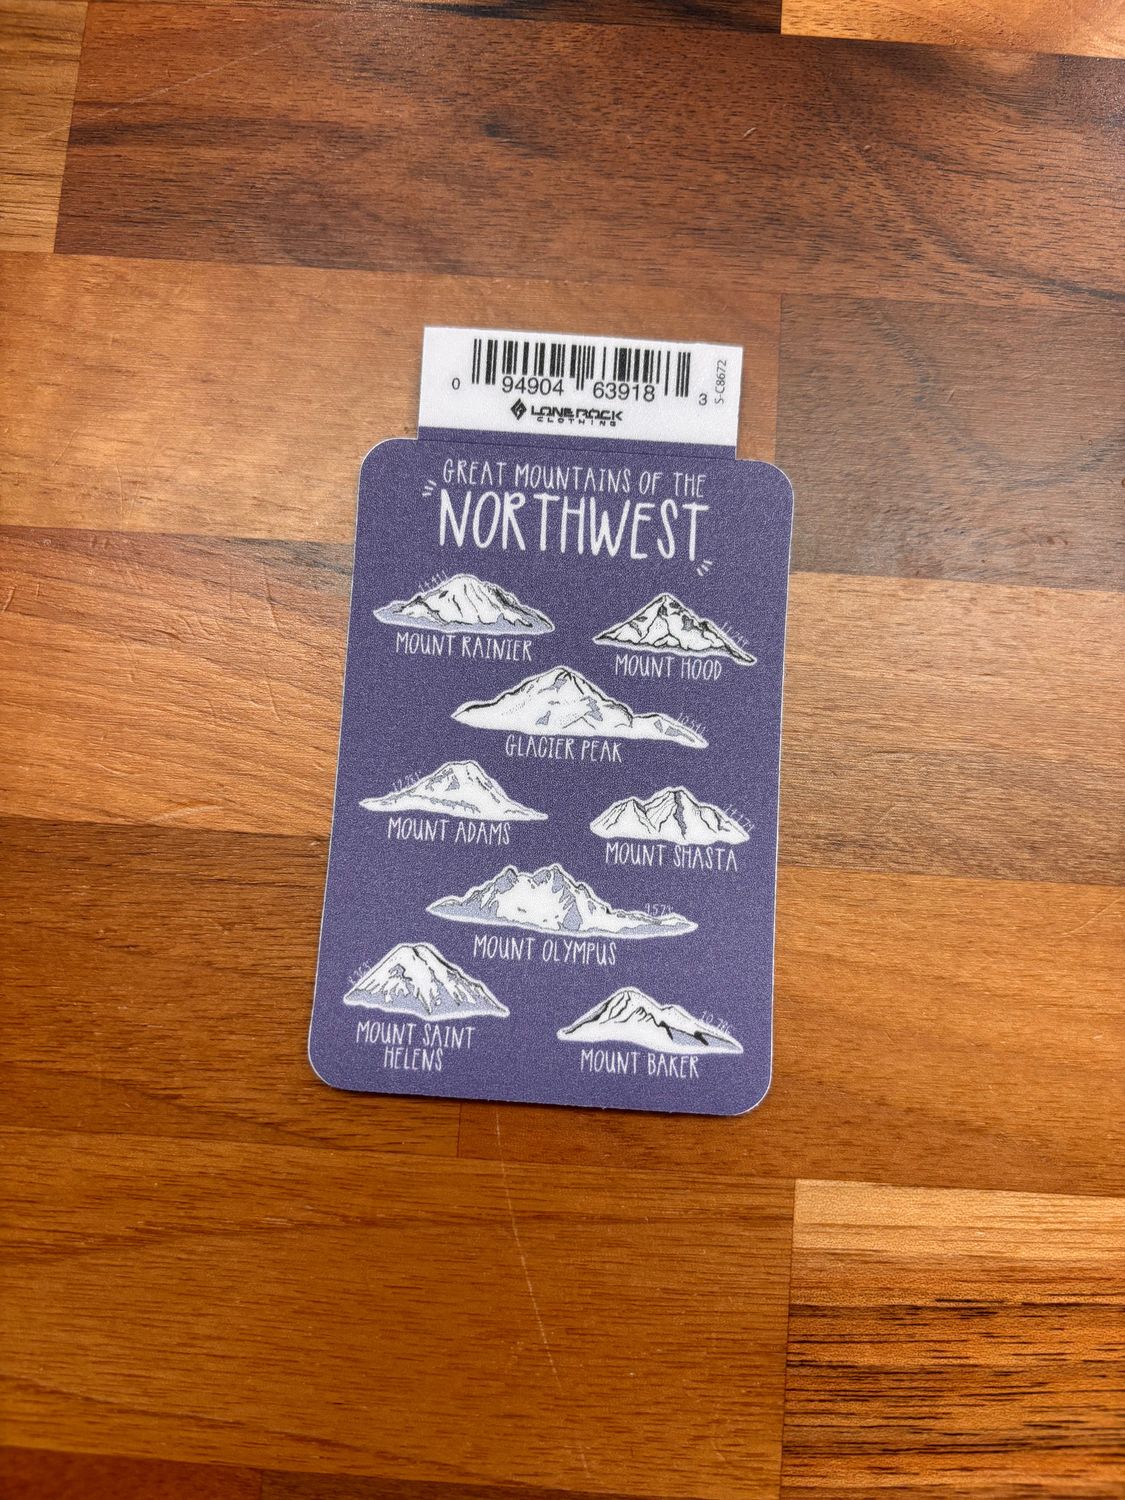 0 94904 63918 3
S-C8672
LONE ROCK
CLOTHING
GREAT MOUNTAINS OF THE
NORTHWEST
MOUNT RAINIER
MOUNT HOOD
GLACIER PEAK
MOUNT ADAMS
MOUNT SHASTA
MOUNT OLYMPUS
MOUNT SAINT
HELENS
MOUNT BAKER